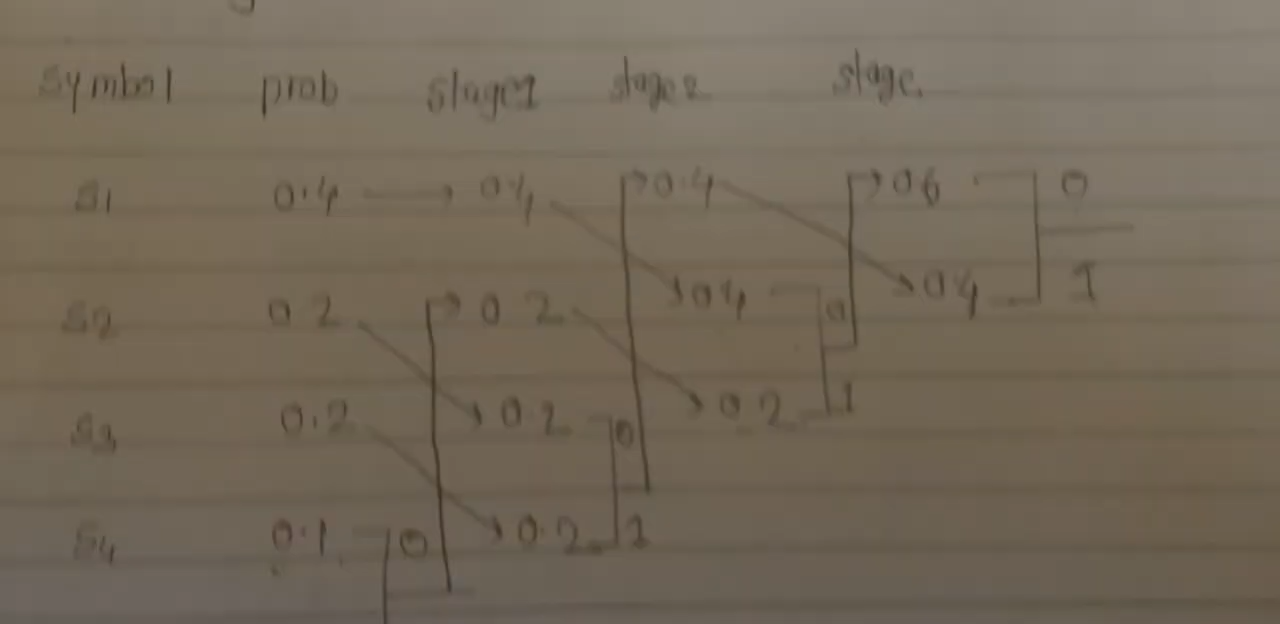 symbol prob stage1 stage2 stage
S1 0.4 0.4 0.4 0.6 0
0.4 0.4 1
S2 0.2 0.2 0
S3 0.2 0.2 0 0.2 1
S4 0.1 0 0.2 1